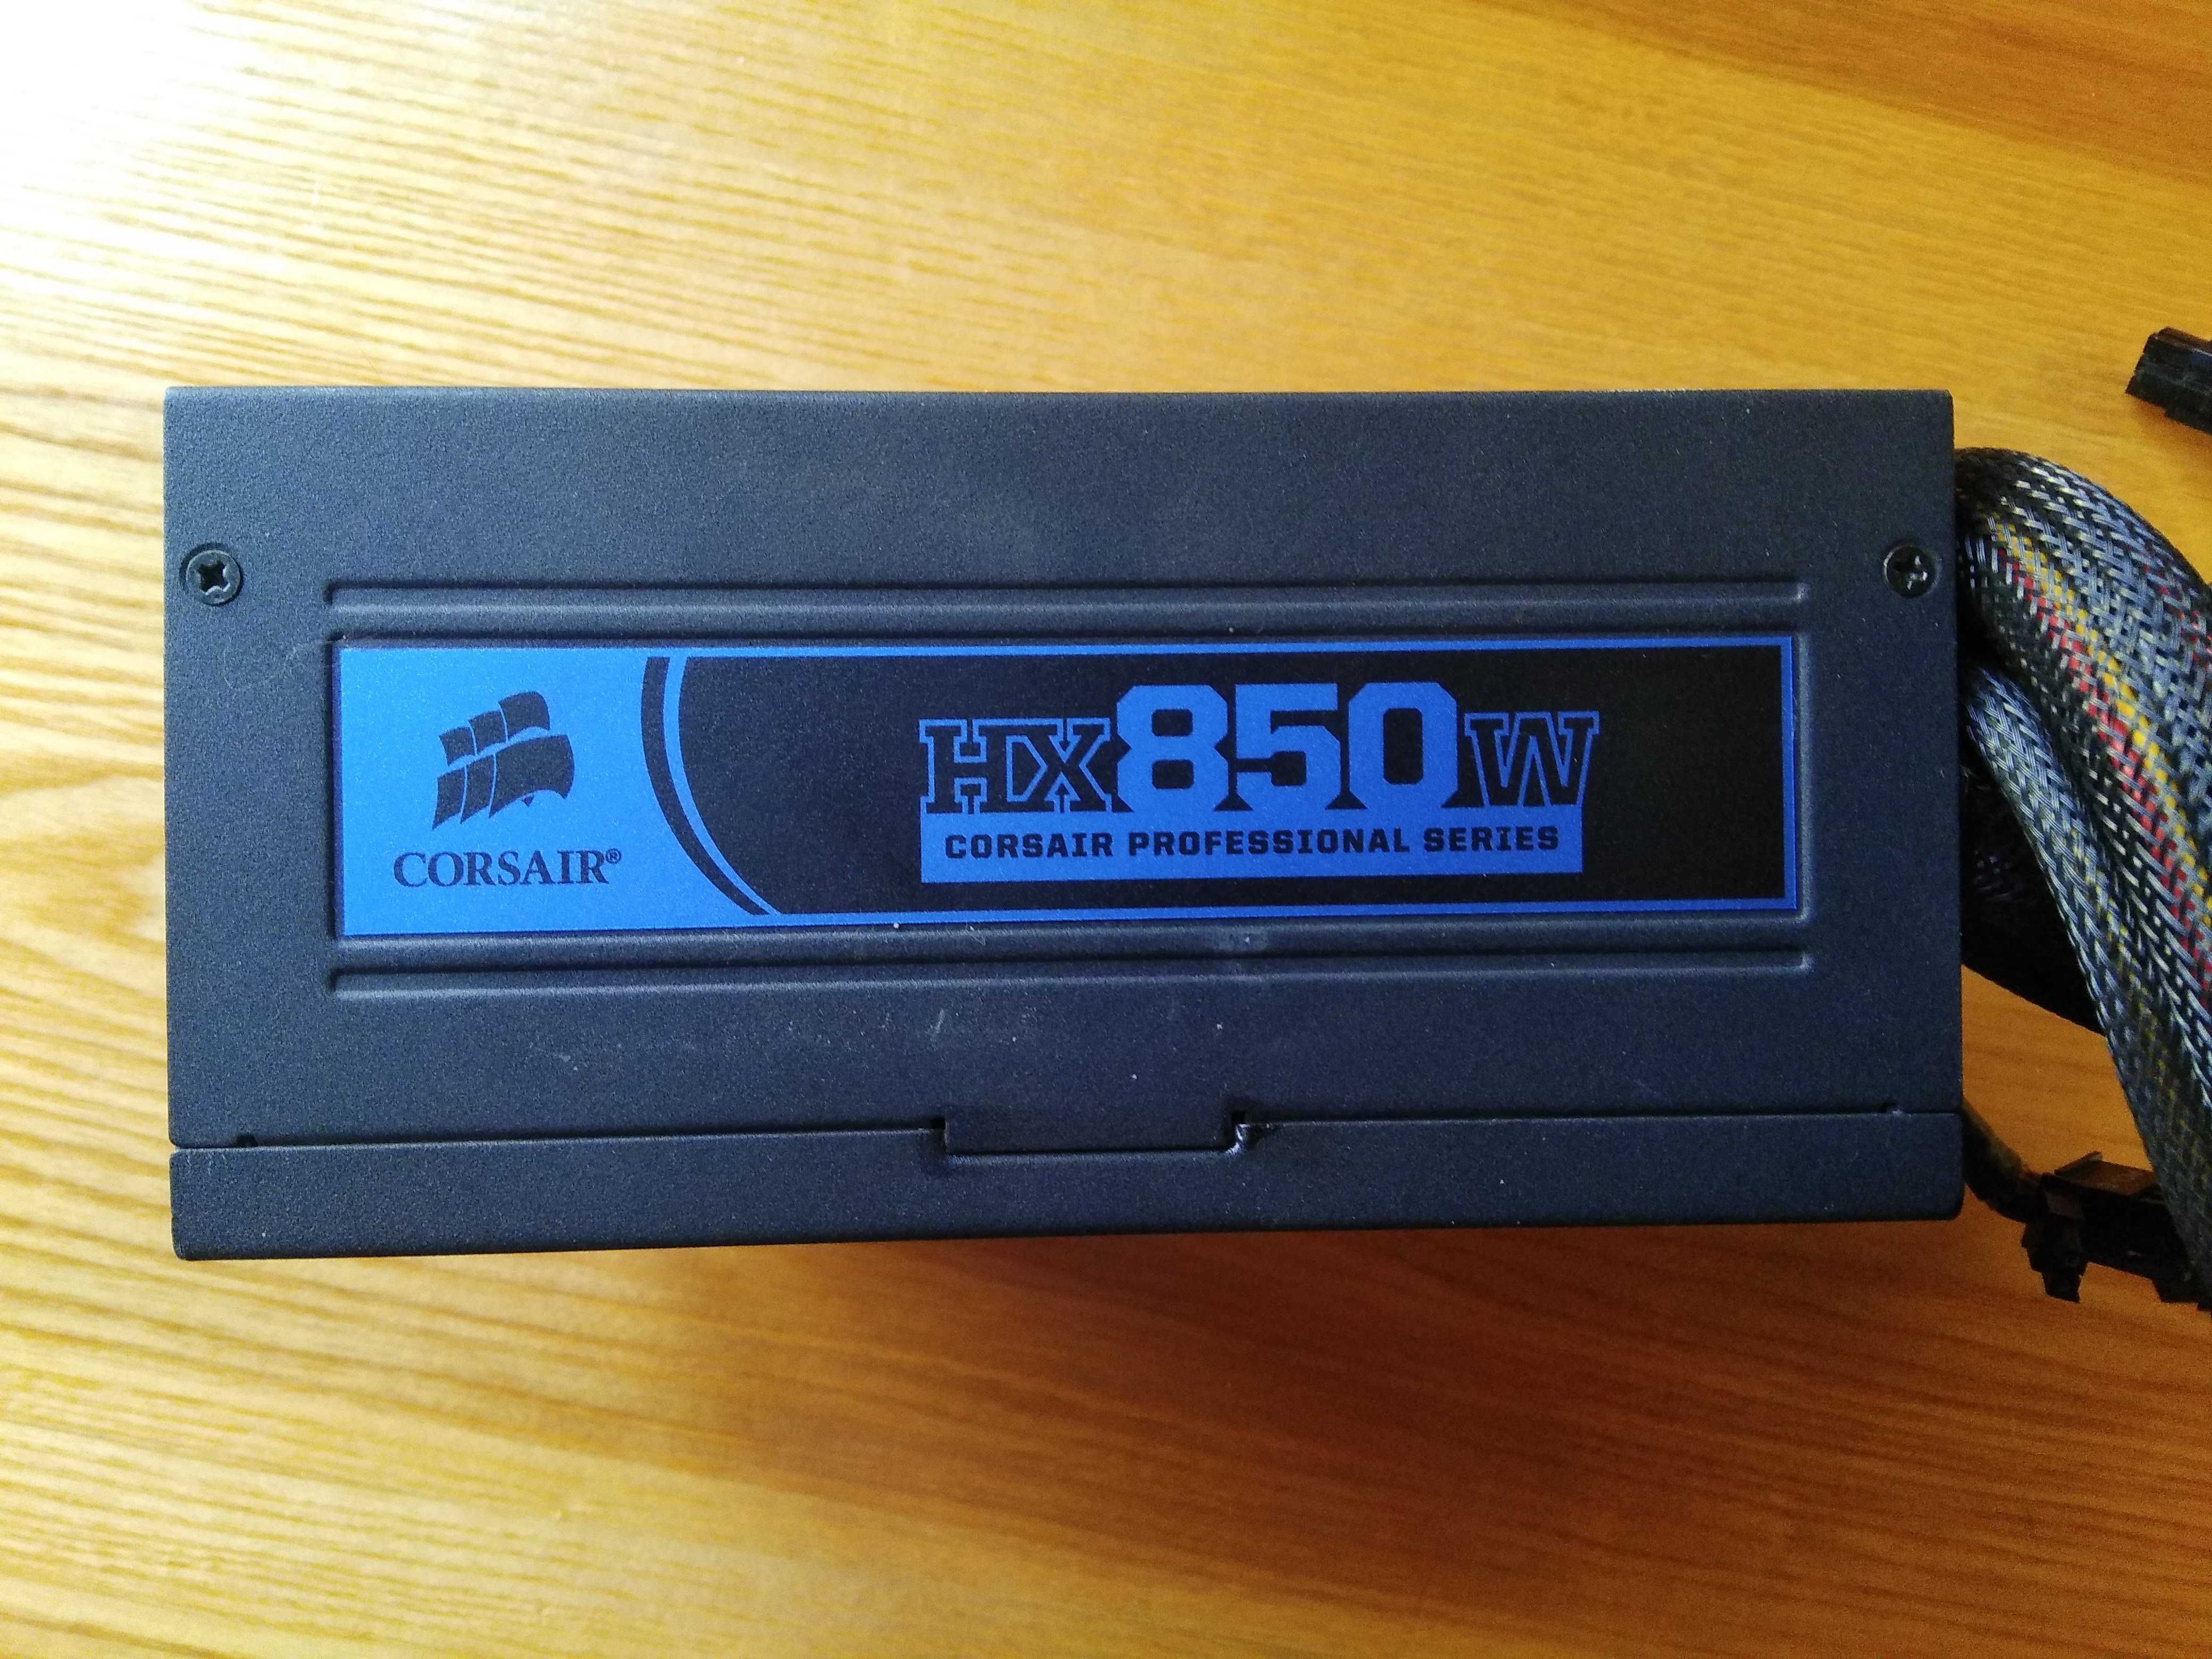 CORSAIR®
HX850W
CORSAIR PROFESSIONAL SERIES